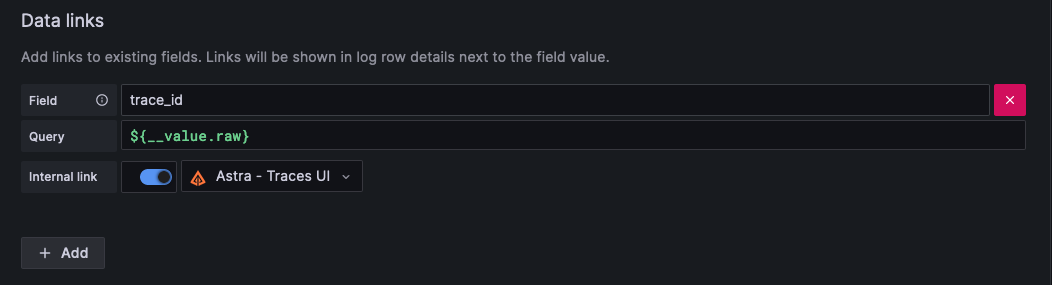 Data links
Add links to existing fields. Links will be shown in log row details next to the field value.
Field trace_id
Query ${__value.raw}
Internal link Astra - Traces UI
+ Add